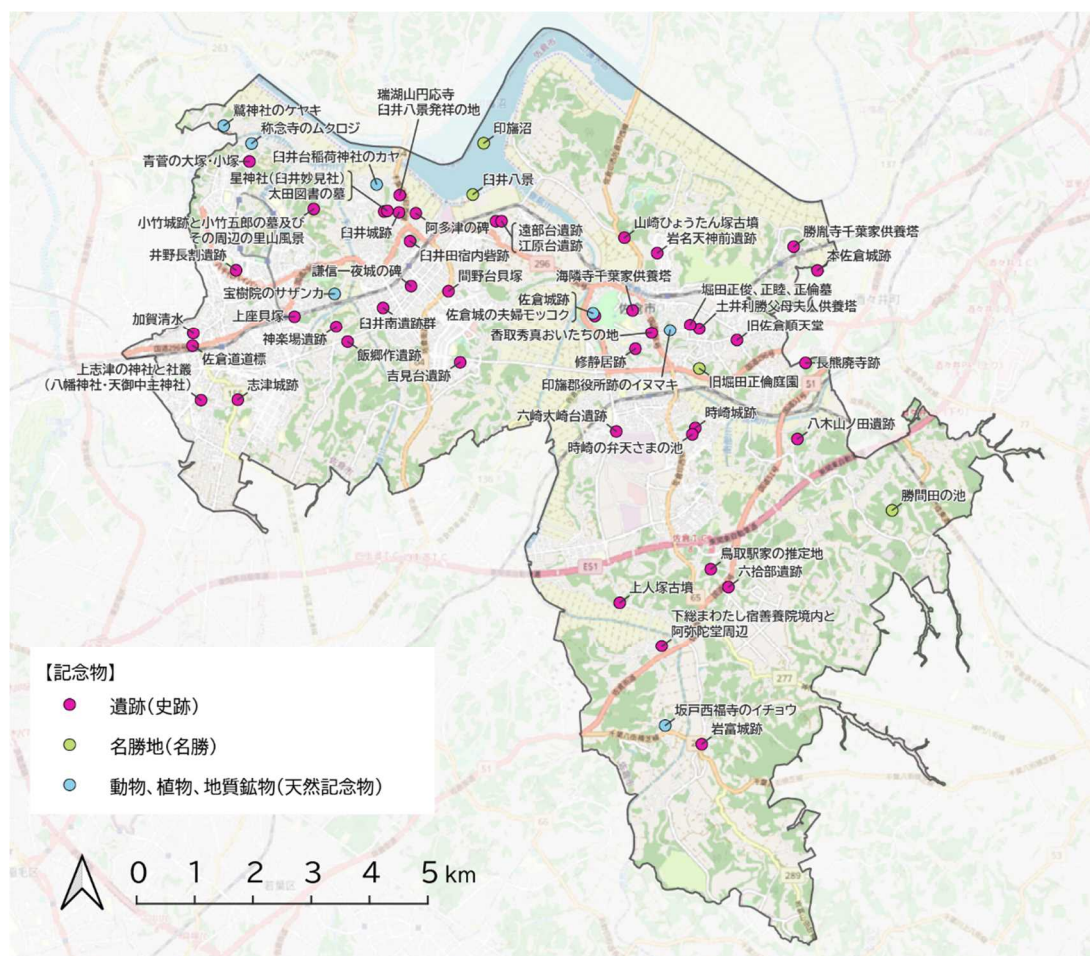 瑞湖山円応寺
臼井八景発祥の地
鷲神社のケヤキ
称念寺のムクロジ
印旛沼
青菅の大塚・小塚
臼井台稲荷神社のカヤ
星神社(臼井妙見社)
太田図書の墓
臼井八景
小竹城跡と小竹五郎の墓及び
その周辺の里山風景
臼井城跡
阿多津の碑
遠部台遺跡
江原台遺跡
山崎ひょうたん塚古墳
岩名天神前遺跡
勝胤寺千葉家供養塔
本佐倉城跡
井野長割遺跡
臼井田宿内砦跡
謙信一夜城の碑
間野台貝塚
296
海隣寺千葉家供養塔
宝樹院のサザンカ
佐倉城跡
佐倉城の夫婦モッコク
佐倉市
堀田正俊、正睦、正倫墓
土井利勝父母夫人供養塔
上座貝塚
臼井南遺跡群
香取秀真おいたちの地
旧佐倉順天堂
加賀清水
神楽場遺跡
佐倉道道標
飯郷作遺跡
修静居跡
吉見台遺跡
印旛郡役所跡のイヌマキ
旧堀田正倫庭園
長熊廃寺跡
51
上志津の神社と社叢
(八幡神社・天御中主神社)
志津城跡
六崎大崎台遺跡
時崎城跡
時崎の弁天さまの池
八木山ノ田遺跡
勝間田の池
E51
鳥取駅家の推定地
六拾部遺跡
65
上人塚古墳
下総まわたし宿善養院境内と
阿弥陀堂周辺
277
坂戸西福寺のイチョウ
岩富城跡
289
【記念物】
遺跡(史跡)
名勝地(名勝)
動物、植物、地質鉱物(天然記念物)
0 1 2 3 4 5 km